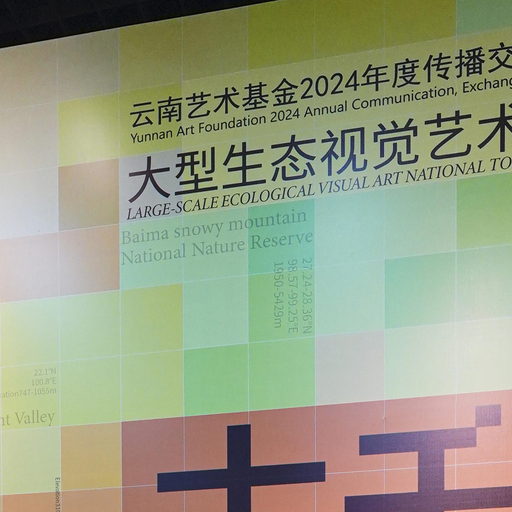 云南艺术基金2024年度传播交
Yunnan Art Foundation 2024 Annual Communication, Exchang
大型生态视觉艺术
LARGE-SCALE ECOLOGICAL VISUAL ART NATIONAL TO
Baima snowy mountain
National Nature Reserve
27.24-28.36°N
98.57-99.25°E
1950-5429m
22.1°N
100.8°E
vation747-1055m
nt Valley